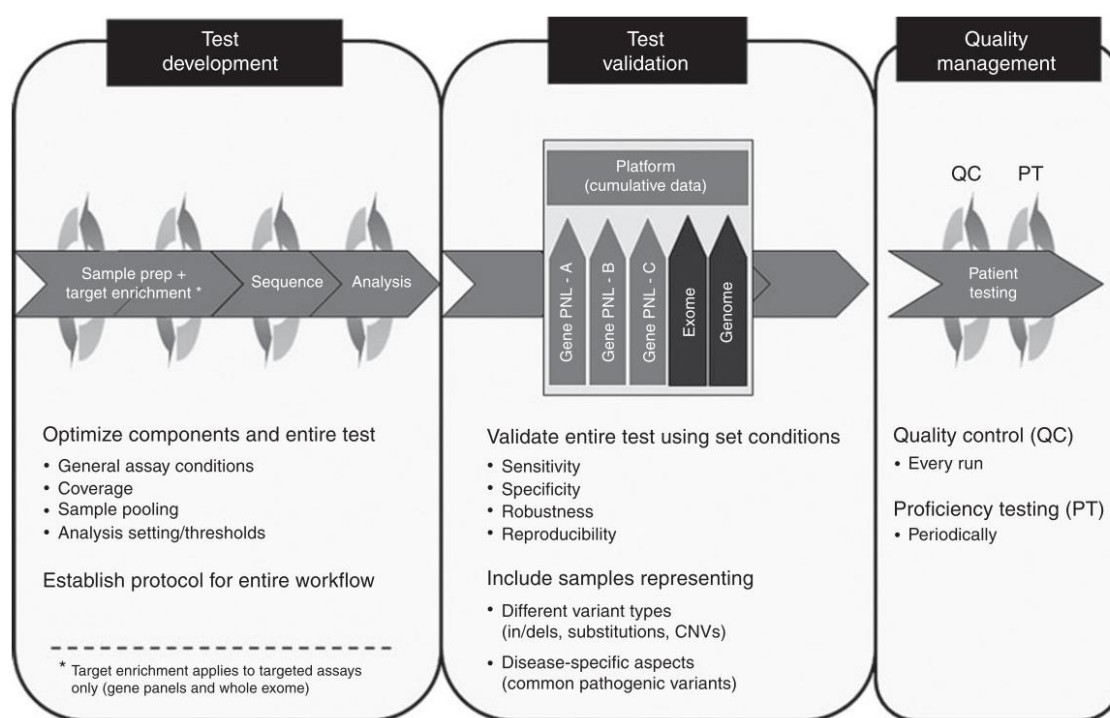 Test
development
Sample prep +
target enrichment *
Sequence
Analysis
Optimize components and entire test
• General assay conditions
• Coverage
• Sample pooling
• Analysis setting/thresholds
Establish protocol for entire workflow
* Target enrichment applies to targeted assays
only (gene panels and whole exome)
Test
validation
Platform
(cumulative data)
Gene PNL - A
Gene PNL - B
Gene PNL - C
Exome
Genome
Validate entire test using set conditions
• Sensitivity
• Specificity
• Robustness
• Reproducibility
Include samples representing
• Different variant types
(in/dels, substitutions, CNVs)
• Disease-specific aspects
(common pathogenic variants)
Quality
management
QC PT
Patient
testing
Quality control (QC)
• Every run
Proficiency testing (PT)
• Periodically